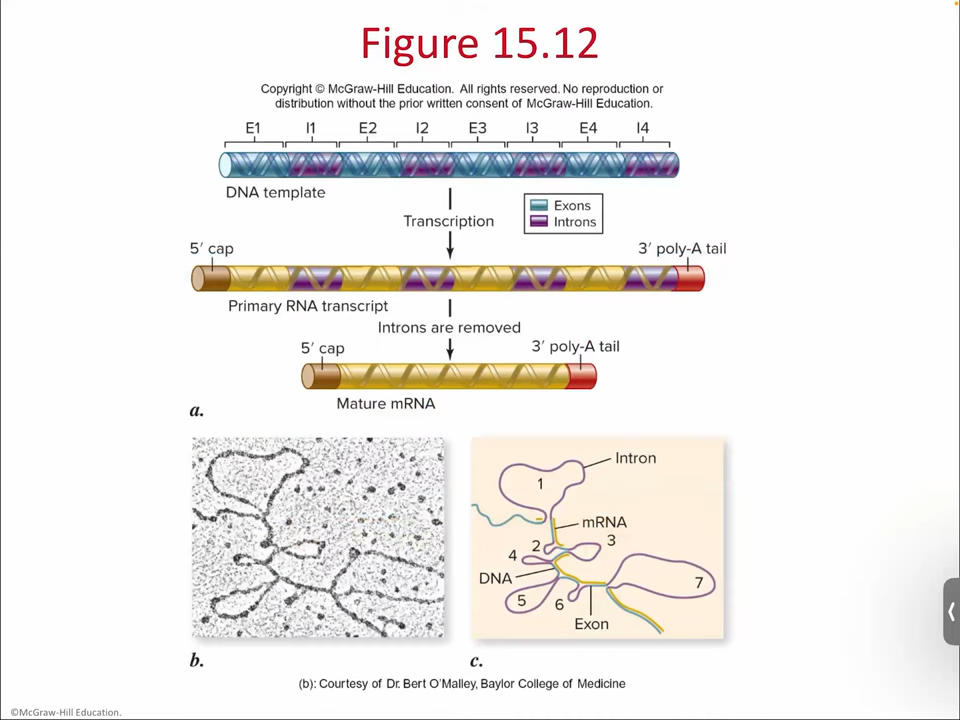 Figure 15.12
Copyright © McGraw-Hill Education. All rights reserved. No reproduction or
distribution without the prior written consent of McGraw-Hill Education.
E1 I1 E2 I2 E3 I3 E4 I4
DNA template
Exons
Introns
Transcription
5′ cap
3′ poly-A tail
Primary RNA transcript
Introns are removed
5′ cap
3′ poly-A tail
Mature mRNA
a.
Intron
1
mRNA
2
3
4
DNA
7
5
6
Exon
b.
c.
(b): Courtesy of Dr. Bert O'Malley, Baylor College of Medicine
©McGraw-Hill Education.